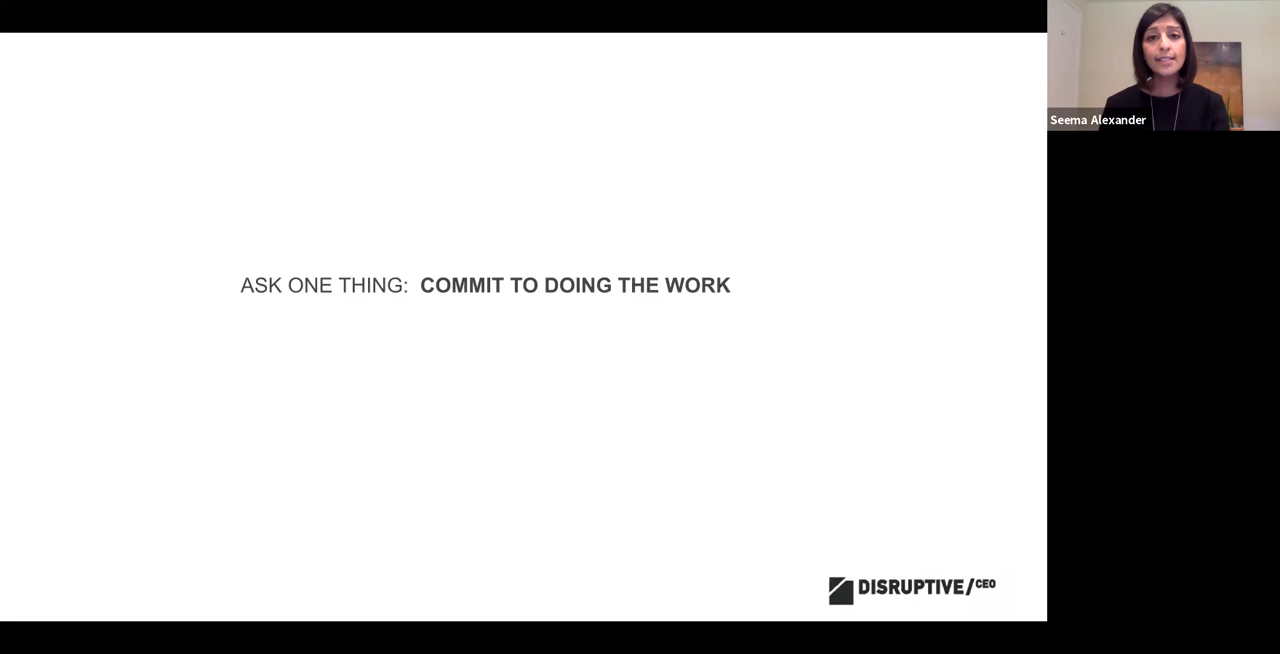 Seema Alexander
ASK ONE THING: COMMIT TO DOING THE WORK
DISRUPTIVE/CEO